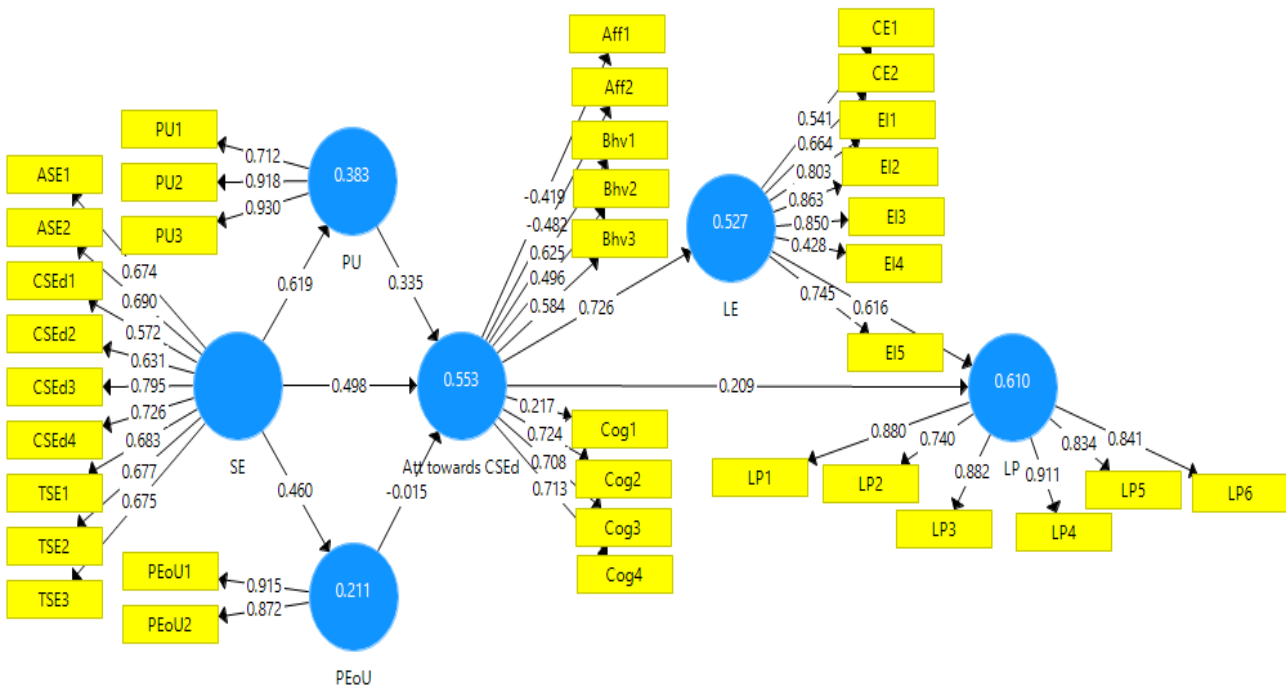 PU1
PU2
PU3
0.712
0.918
0.930
0.383
PU
ASE1
ASE2
CSEd1
CSEd2
CSEd3
CSEd4
TSE1
TSE2
TSE3
0.674
0.690
0.572
0.631
0.795
0.726
0.683
0.677
0.675
SE
0.619
0.498
0.460
PEoU1
PEoU2
0.915
0.872
0.211
PEoU
0.335
-0.015
0.553
Att towards CSEd
Aff1
Aff2
Bhv1
Bhv2
Bhv3
-0.419
-0.482
0.625
0.496
0.584
0.217
0.724
0.708
0.713
Cog1
Cog2
Cog3
Cog4
0.726
0.209
0.527
LE
CE1
CE2
EI1
EI2
EI3
EI4
EI5
0.541
0.664
0.803
0.863
0.850
0.428
0.745
0.616
0.610
LP
0.880
0.740
0.882
0.911
0.834
0.841
LP1
LP2
LP3
LP4
LP5
LP6